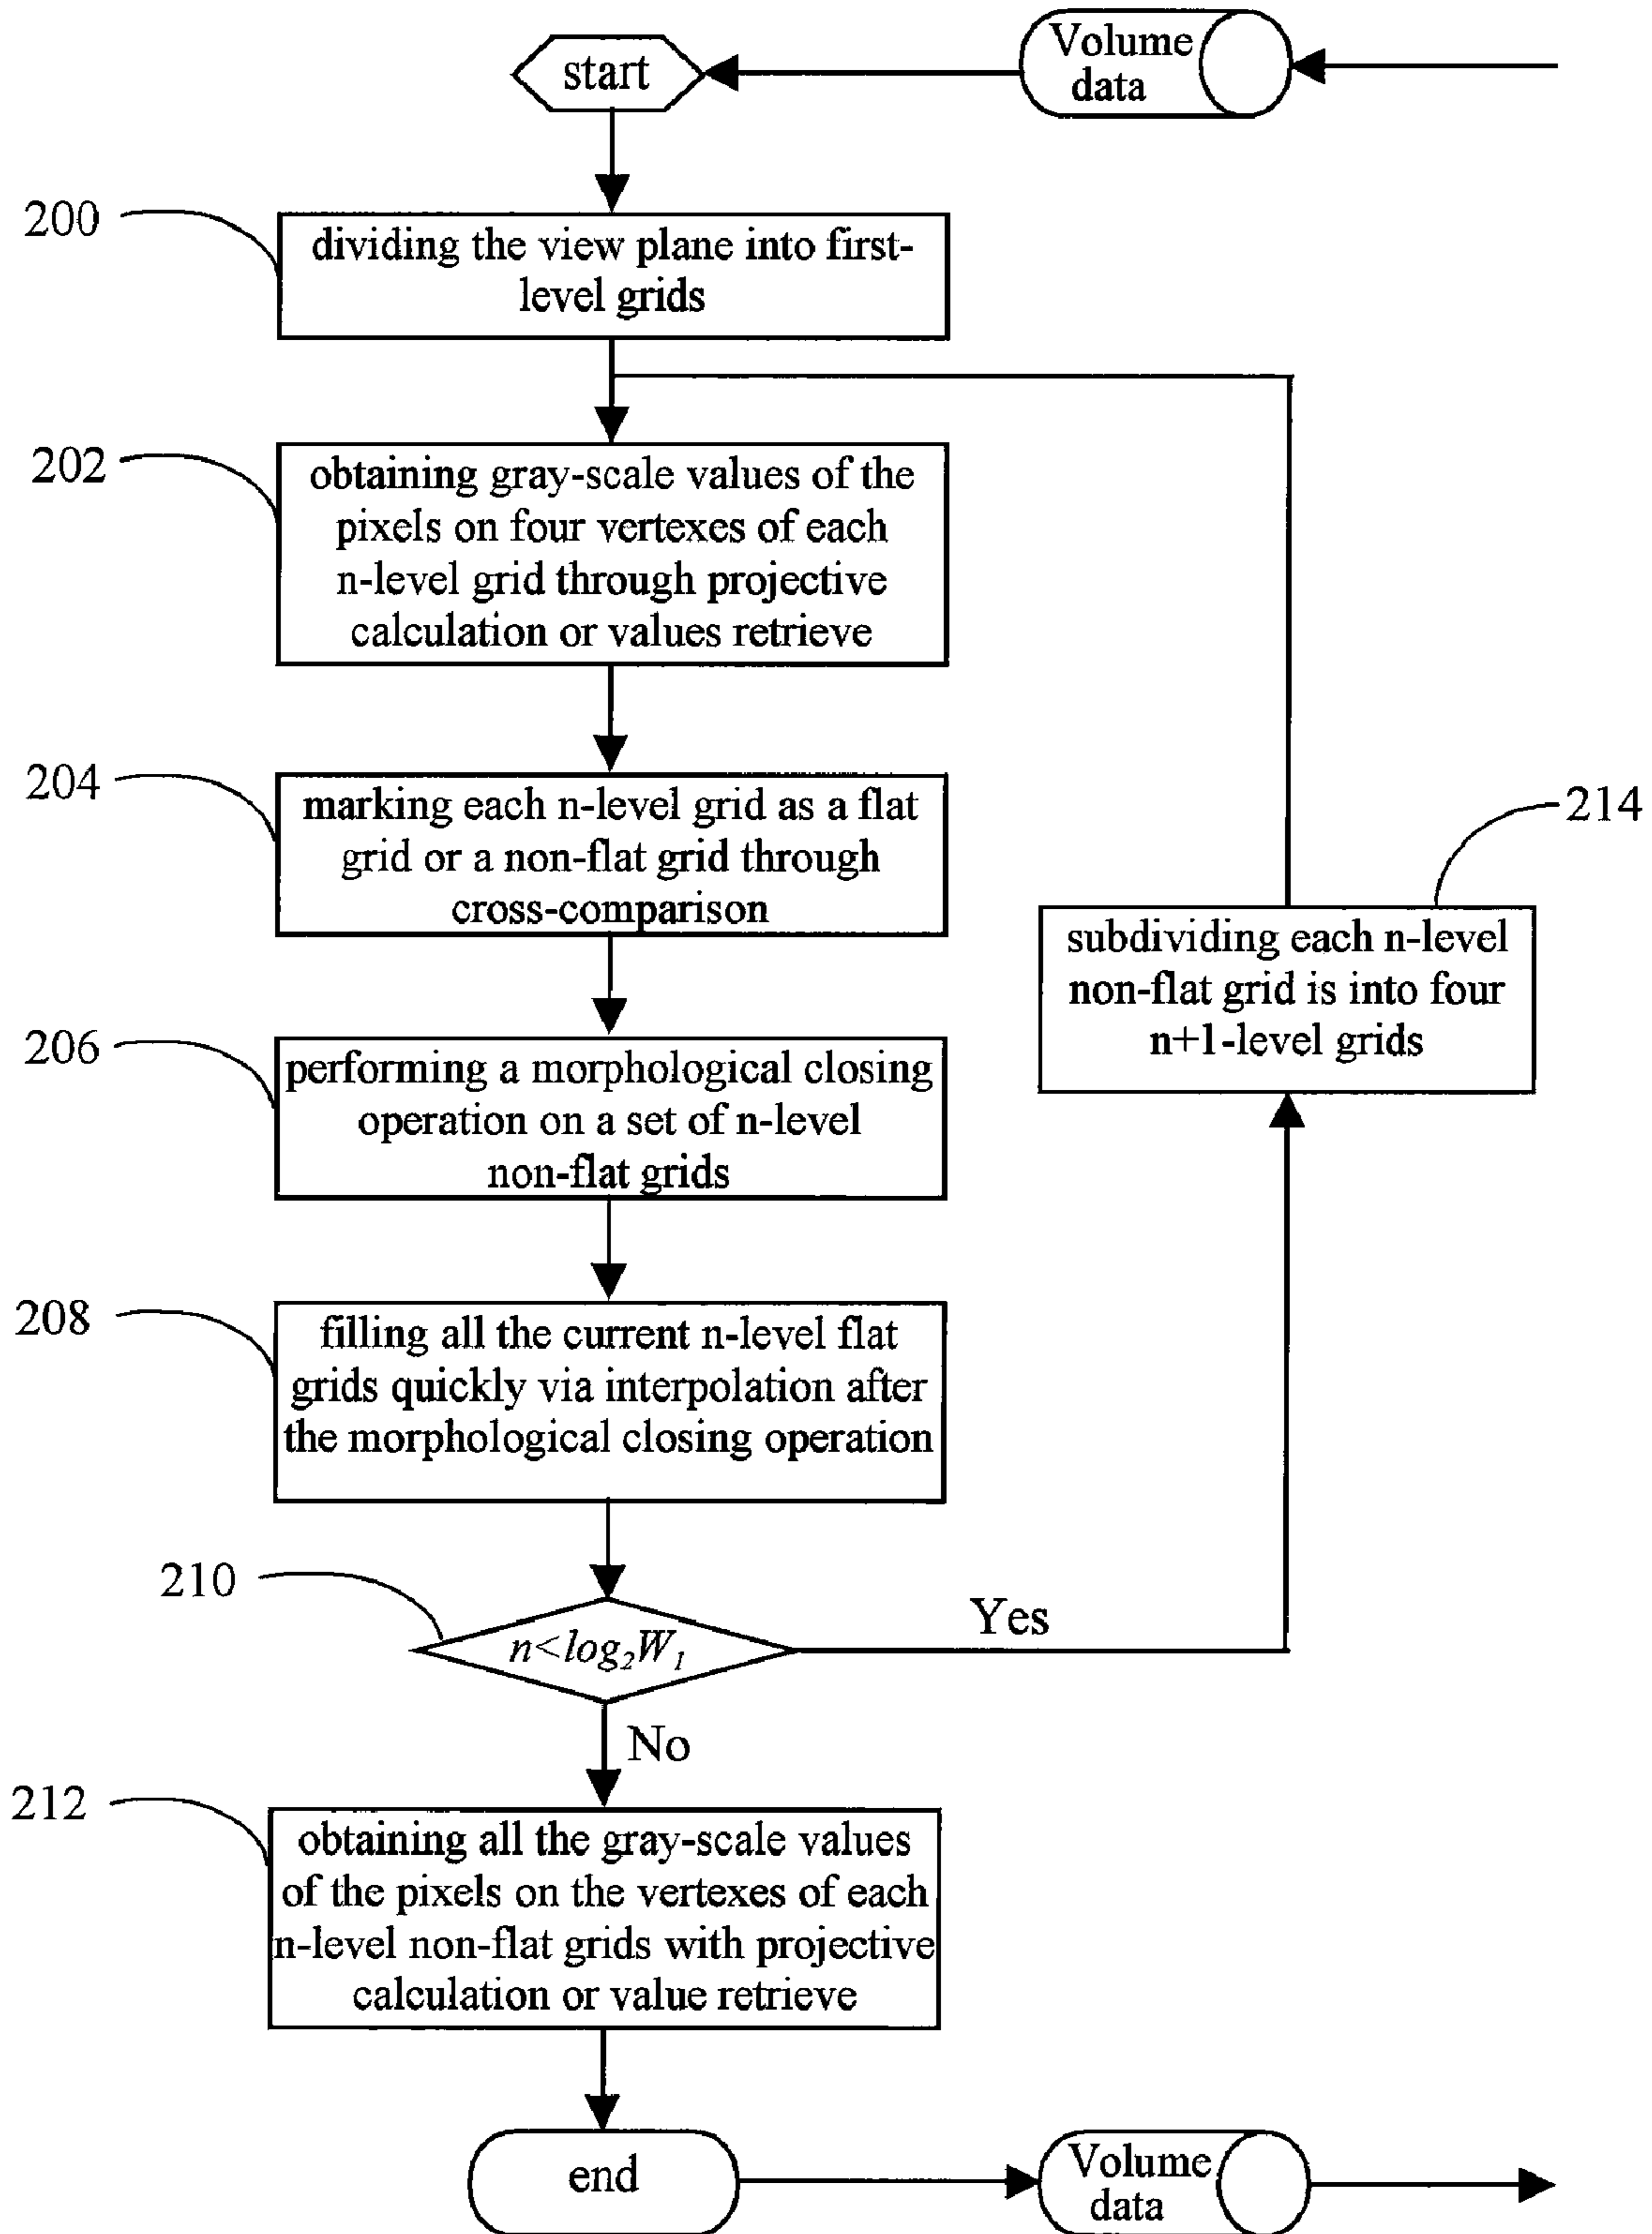 Volume
data
start
200
dividing the view plane into first-
level grids
202
obtaining gray-scale values of the
pixels on four vertexes of each
n-level grid through projective
calculation or values retrieve
204
marking each n-level grid as a flat
grid or a non-flat grid through
cross-comparison
214
subdividing each n-level
non-flat grid is into four
n+1-level grids
206
performing a morphological closing
operation on a set of n-level
non-flat grids
208
filling all the current n-level flat
grids quickly via interpolation after
the morphological closing operation
210
n<log₂W₁
Yes
No
212
obtaining all the gray-scale values
of the pixels on the vertexes of each
n-level non-flat grids with projective
calculation or value retrieve
end
Volume
data